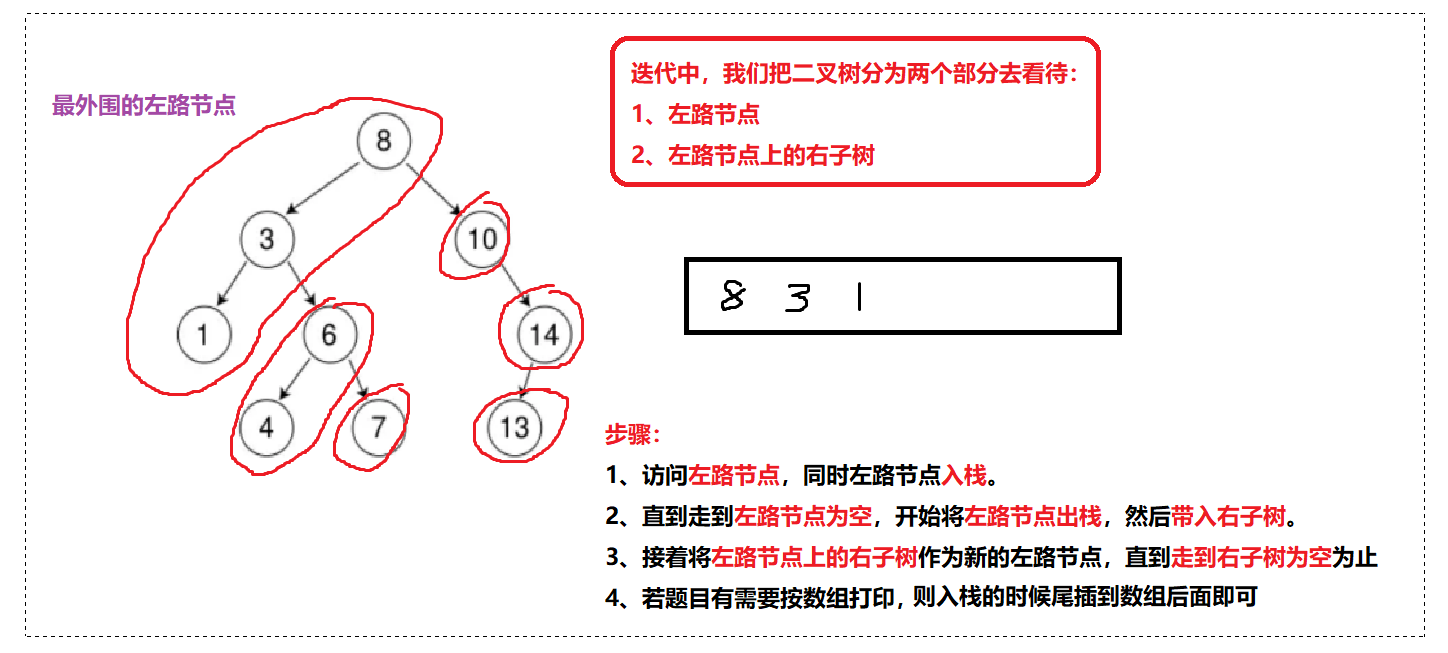 最外围的左路节点
8
3
10
1
6
14
4
7
13
迭代中，我们把二叉树分为两个部分去看待：
1、左路节点
2、左路节点上的右子树
8 3 1
步骤：
1、访问左路节点，同时左路节点入栈。
2、直到走到左路节点为空，开始将左路节点出栈，然后带入右子树。
3、接着将左路节点上的右子树作为新的左路节点，直到走到右子树为空为止
4、若题目有需要按数组打印，则入栈的时候尾插到数组后面即可